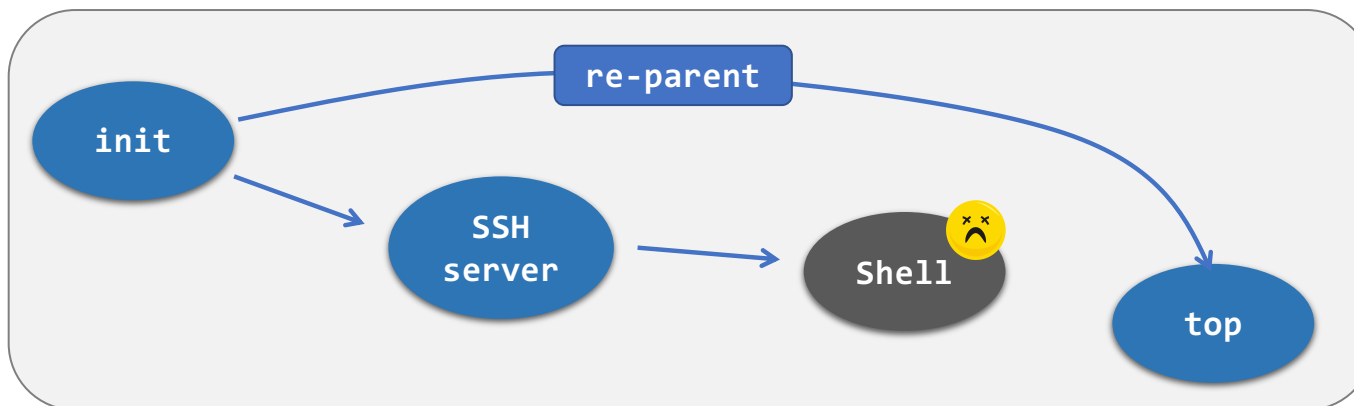 re-parent
init
SSH
server
Shell
top